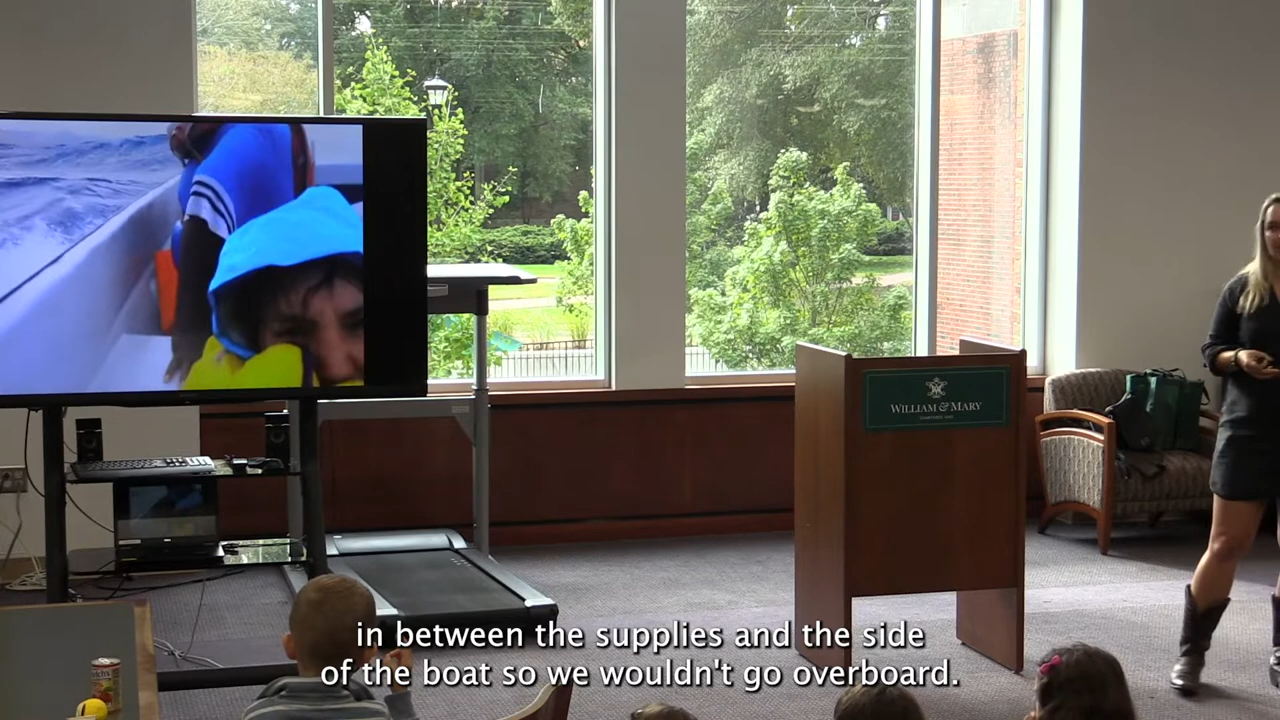 WILLIAM & MARY
in between the supplies and the side
of the boat so we wouldn't go overboard.